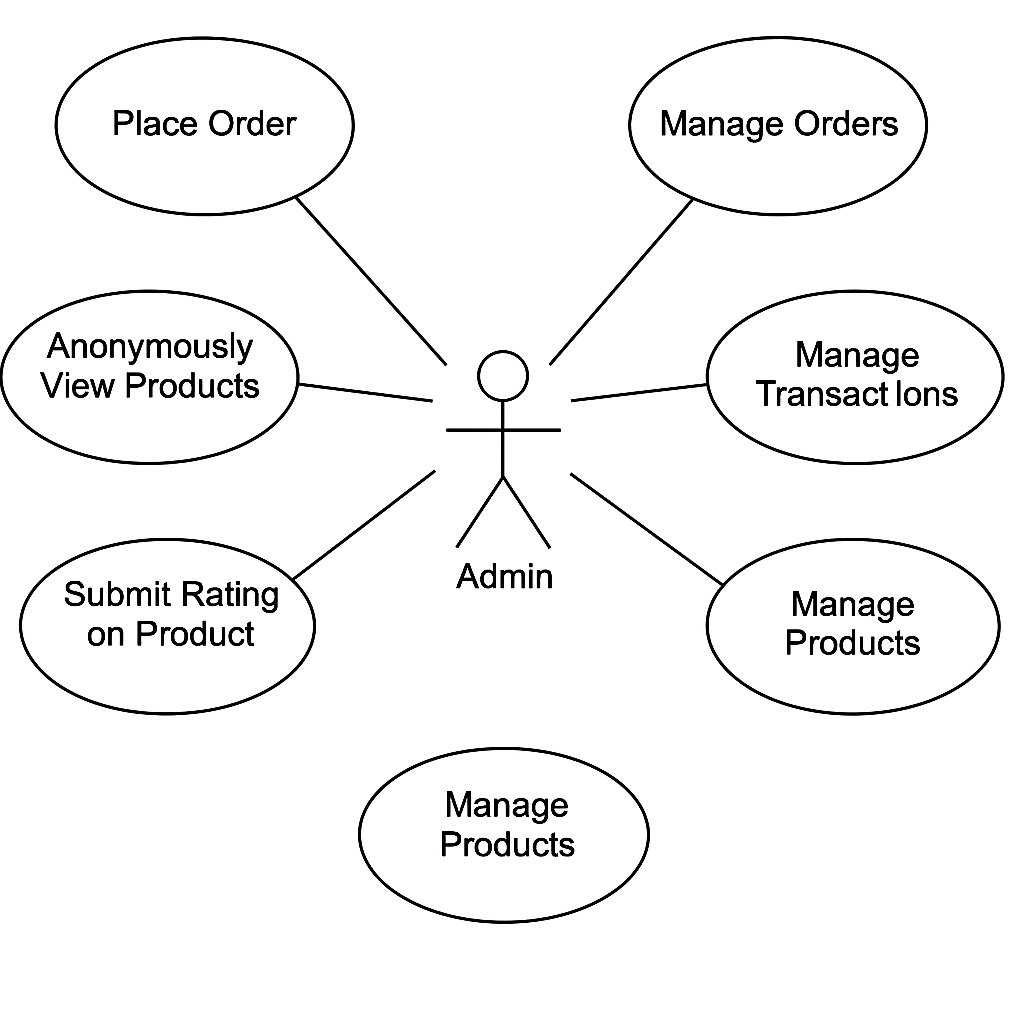 Place Order
Manage Orders
Anonymously
View Products
Manage
Transact Ions
Admin
Submit Rating
on Product
Manage
Products
Manage
Products